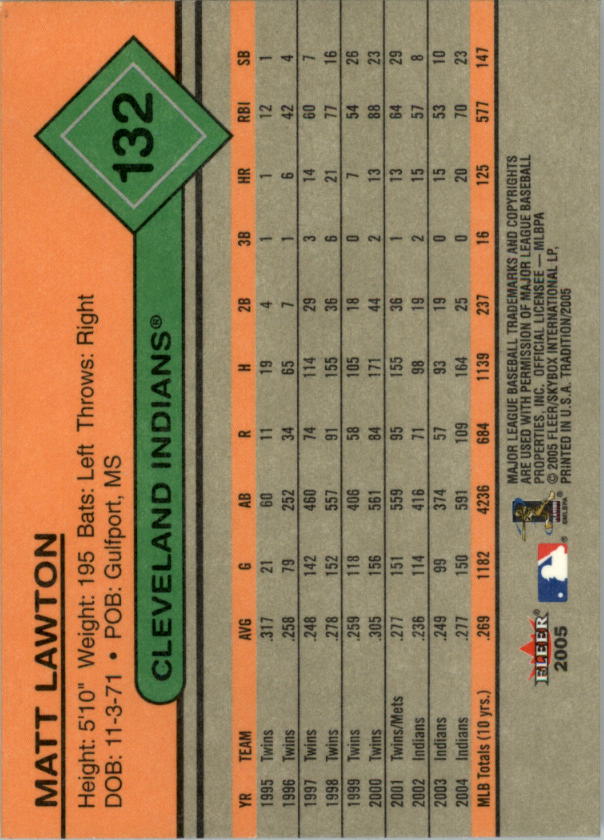 MATT LAWTON
Height: 5'10" Weight: 195 Bats: Left Throws: Right
DOB: 11-3-71 • POB: Gulfport, MS
132
CLEVELAND INDIANS®
YR TEAM AVG G AB R H 2B 3B HR RBI SB
1995 Twins .317 21 60 11 19 4 1 1 12 1
1996 Twins .258 79 252 34 65 7 1 6 42 4
1997 Twins .248 142 460 74 114 29 3 14 60 7
1998 Twins .278 152 557 91 155 36 6 21 77 16
1999 Twins .259 118 406 58 105 18 0 7 54 26
2000 Twins .305 156 561 84 171 44 2 13 88 23
2001 Twins/Mets .277 151 559 95 155 36 1 13 64 29
2002 Indians .236 114 416 71 98 19 2 15 57 8
2003 Indians .249 99 374 57 93 19 0 15 53 10
2004 Indians .277 150 591 109 164 25 0 20 70 23
MLB Totals (10 yrs.) .269 1182 4236 684 1139 237 16 125 577 147
FLEER
2005
MAJOR LEAGUE BASEBALL TRADEMARKS AND COPYRIGHTS
ARE USED WITH PERMISSION OF MAJOR LEAGUE BASEBALL
PROPERTIES, INC. OFFICIAL LICENSEE — MLBPA
© 2005 FLEER/SKYBOX INTERNATIONAL LP,
PRINTED IN U.S.A. TRADITION/2005